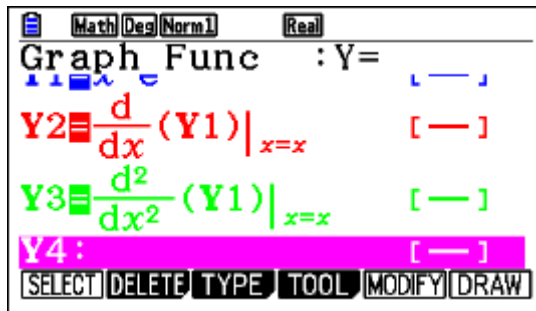 Math Deg Norm1 Real
Graph Func :Y=
Y2=d/dx(Y1)|x=x [—]
Y3=d²/dx²(Y1)|x=x [—]
Y4: [—]
SELECT DELETE TYPE TOOL MODIFY DRAW